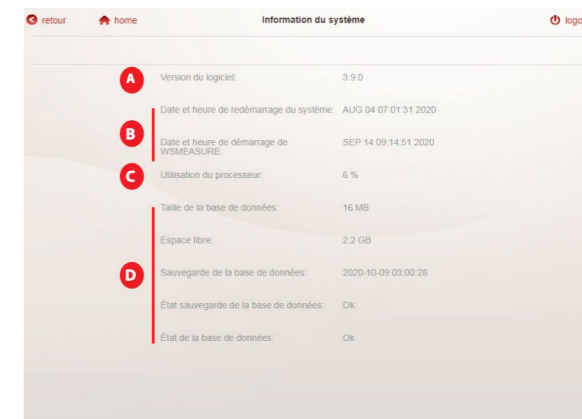 retour home Information du systéme logo
A Version du logiciel: 3.9.0
Date et heure de redémarrage du système: AUG 04 07:01:31 2020
B Date et heure de démarrage de SEP 14 09:14:51 2020
WSMEASURE:
C Utilisation du processeur: 6 %
Taille de la base de données: 16 MB
Espace libre: 2.2 GB
D Sauvegarde de la base de données: 2020-10-09 03:00:28
État sauvegarde de la base de données: Ok
État de la base de données: Ok